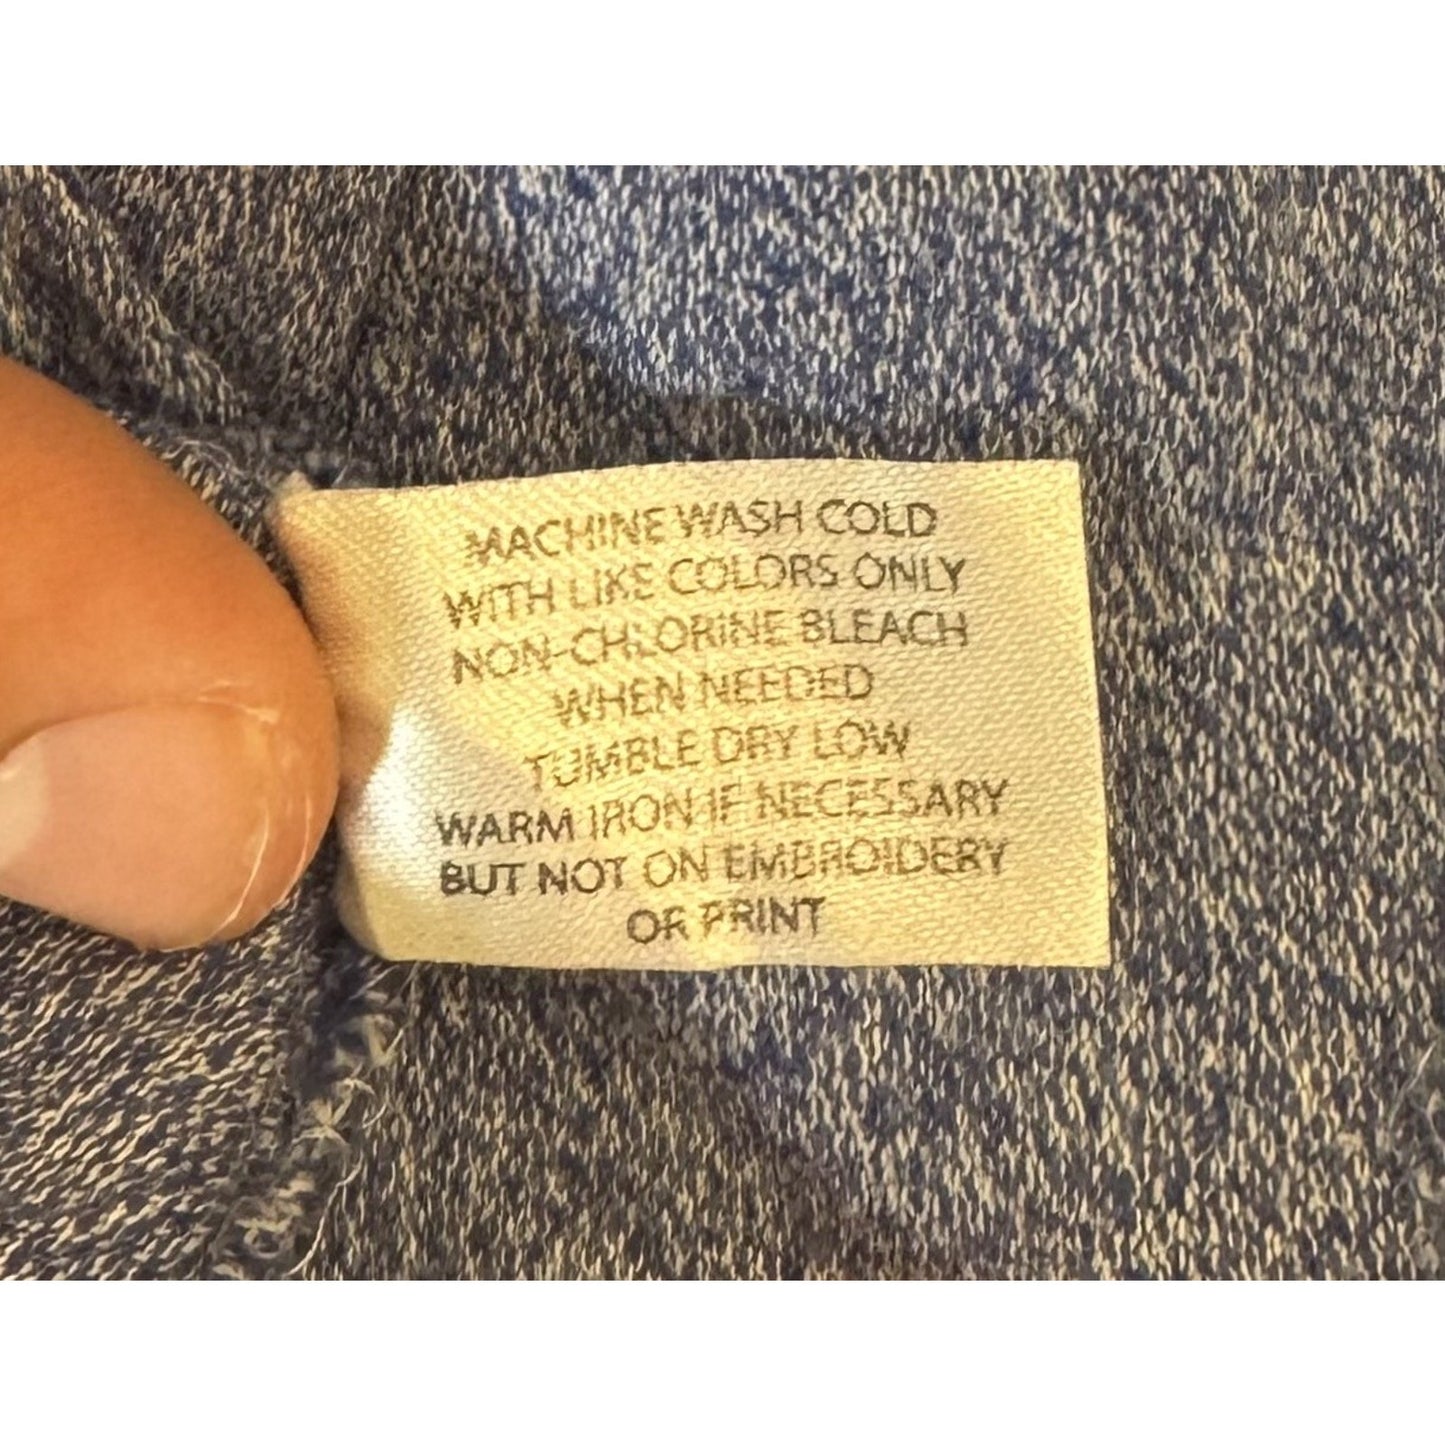 MACHINE WASH COLD
WITH LIKE COLORS ONLY
NON-CHLORINE BLEACH
WHEN NEEDED
TUMBLE DRY LOW
WARM IRON IF NECESSARY
BUT NOT ON EMBROIDERY
OR PRINT